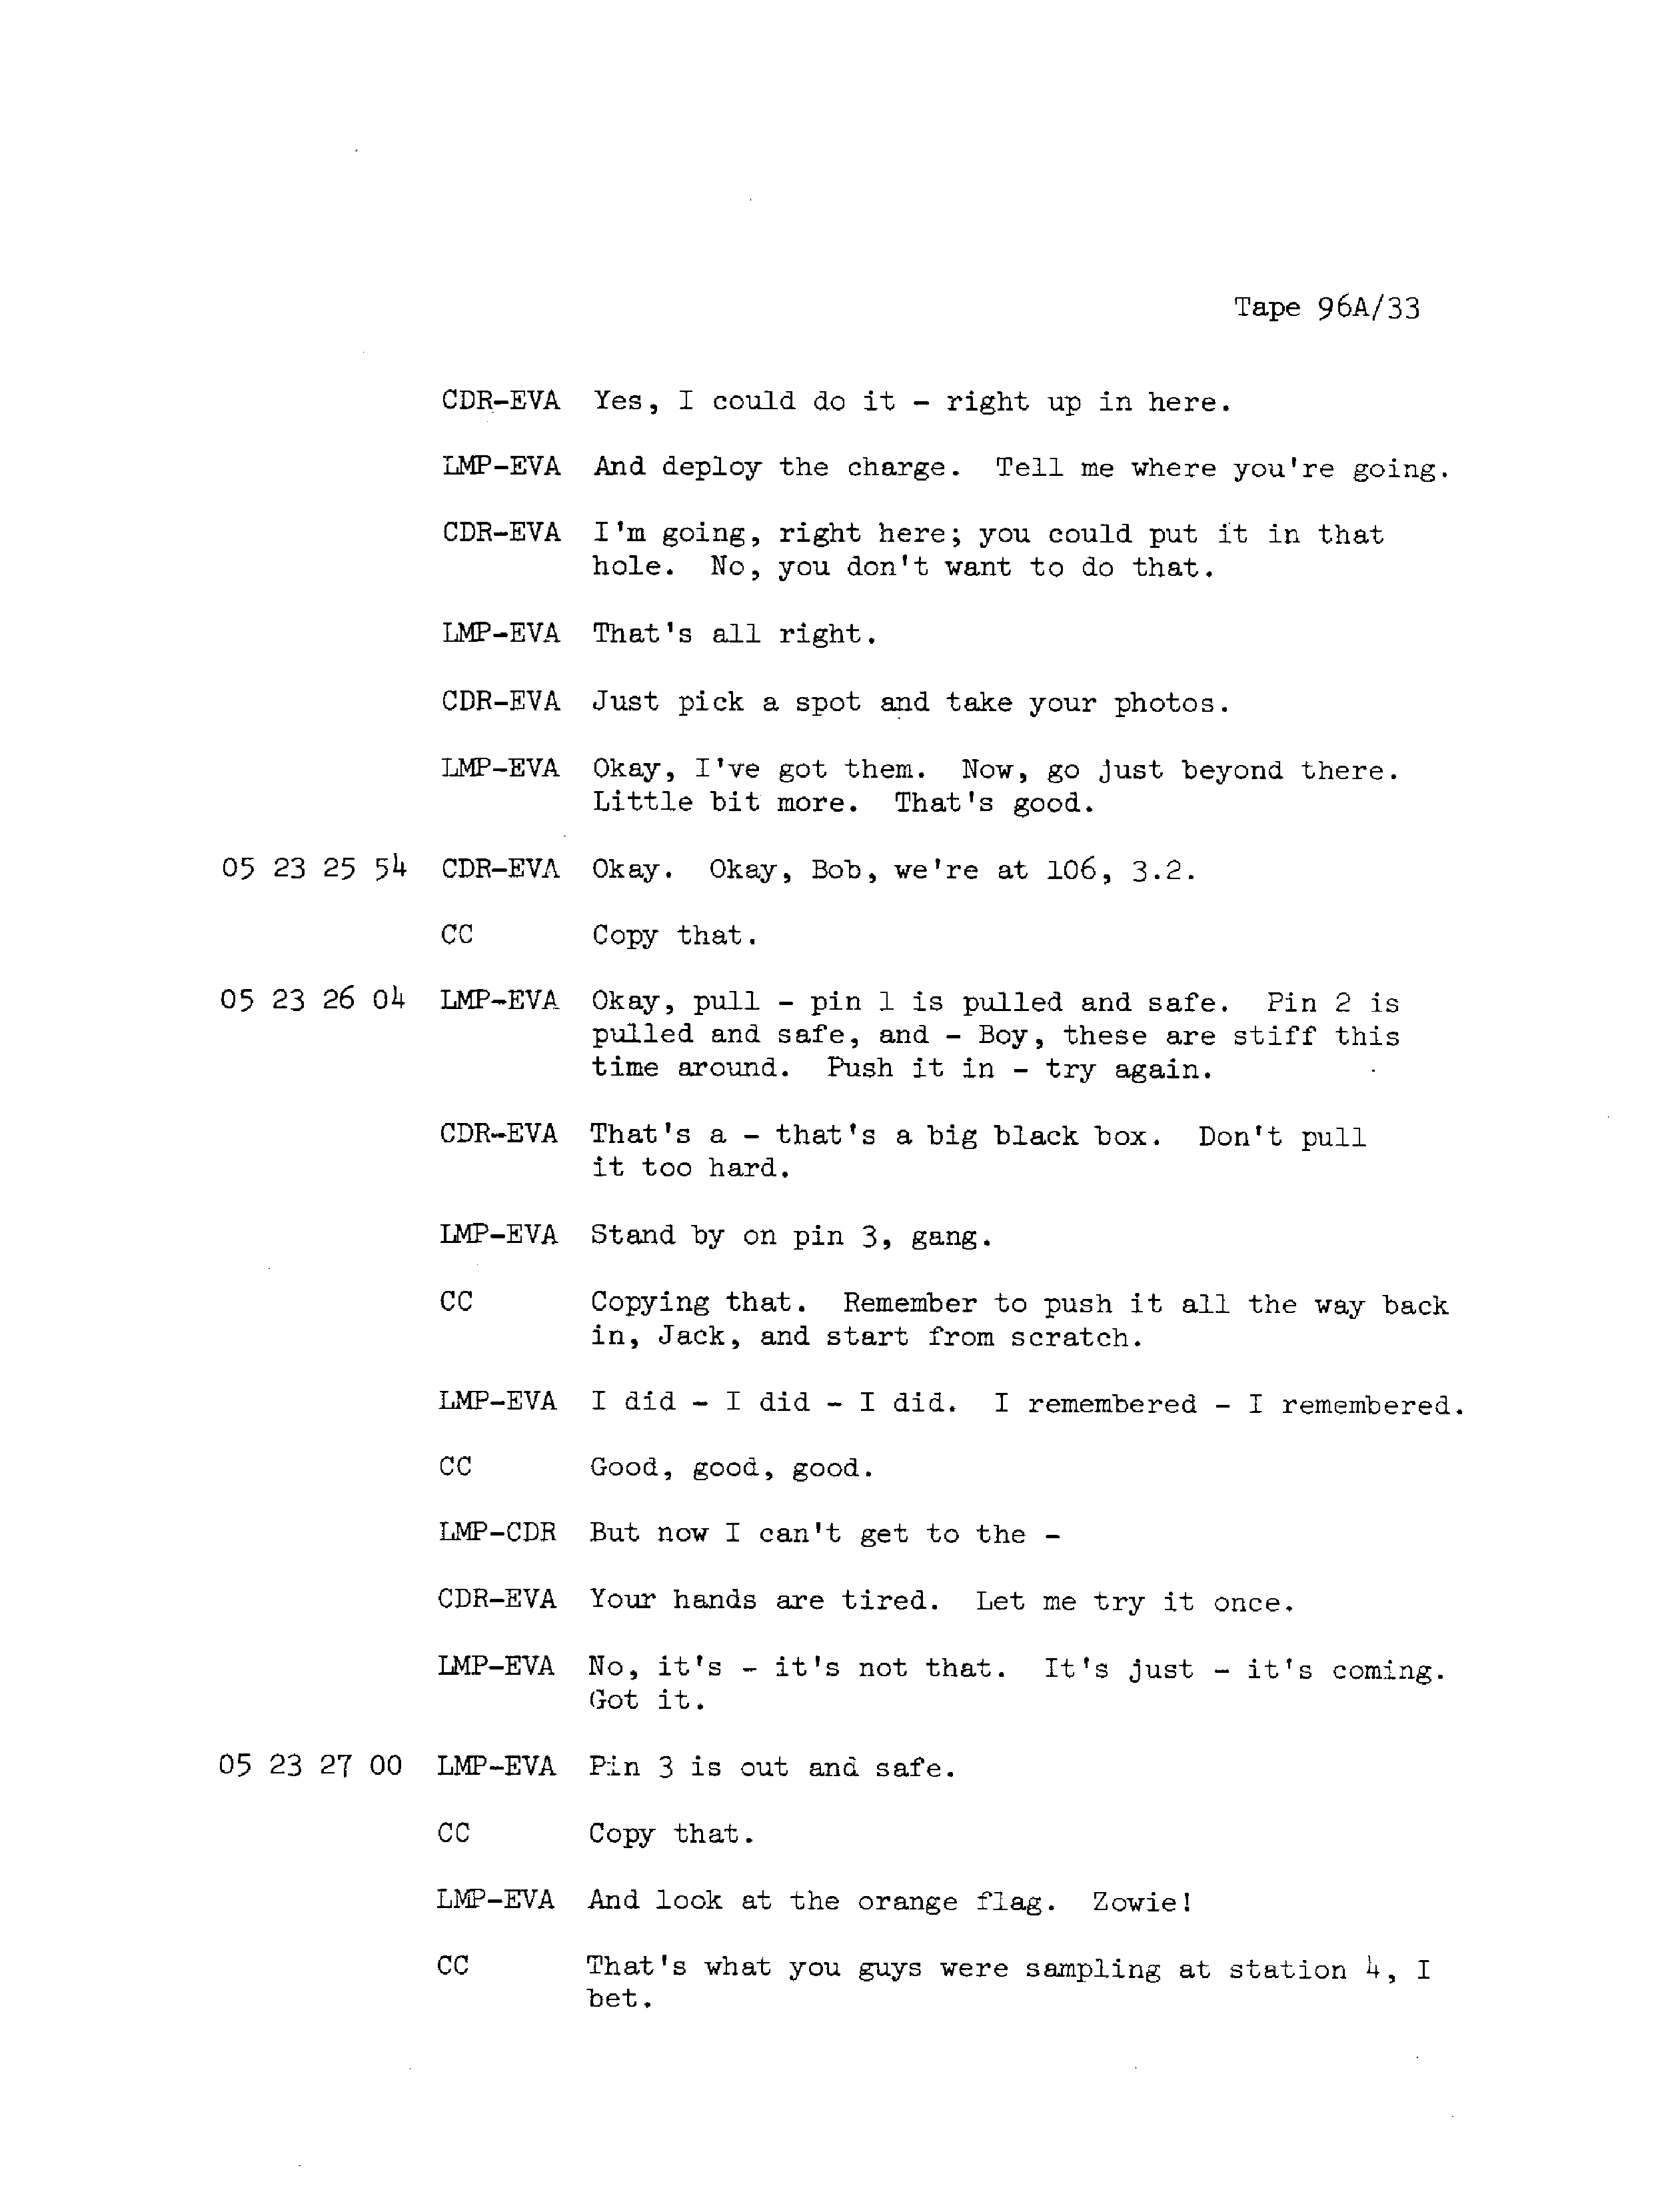 Tape 96A/33
CDR-EVA Yes, I could do it - right up in here.
LMP-EVA And deploy the charge. Tell me where you're going.
CDR-EVA I'm going, right here; you could put it in that
hole. No, you don't want to do that.
LMP-EVA That's all right.
CDR-EVA Just pick a spot and take your photos.
LMP-EVA Okay, I've got them. Now, go just beyond there.
Little bit more. That's good.
05 23 25 54 CDR-EVA Okay. Okay, Bob, we're at 106, 3.2.
CC Copy that.
05 23 26 04 LMP-EVA Okay, pull - pin 1 is pulled and safe. Pin 2 is
pulled and safe, and - Boy, these are stiff this
time around. Push it in - try again.
CDR-EVA That's a - that's a big black box. Don't pull
it too hard.
LMP-EVA Stand by on pin 3, gang.
CC Copying that. Remember to push it all the way back
in, Jack, and start from scratch.
LMP-EVA I did - I did - I did. I remembered - I remembered.
CC Good, good, good.
LMP-CDR But now I can't get to the -
CDR-EVA Your hands are tired. Let me try it once.
LMP-EVA No, it's - it's not that. It's just - it's coming.
Got it.
05 23 27 00 LMP-EVA Pin 3 is out and safe.
CC Copy that.
LMP-EVA And look at the orange flag. Zowie!
CC That's what you guys were sampling at station 4, I
bet.